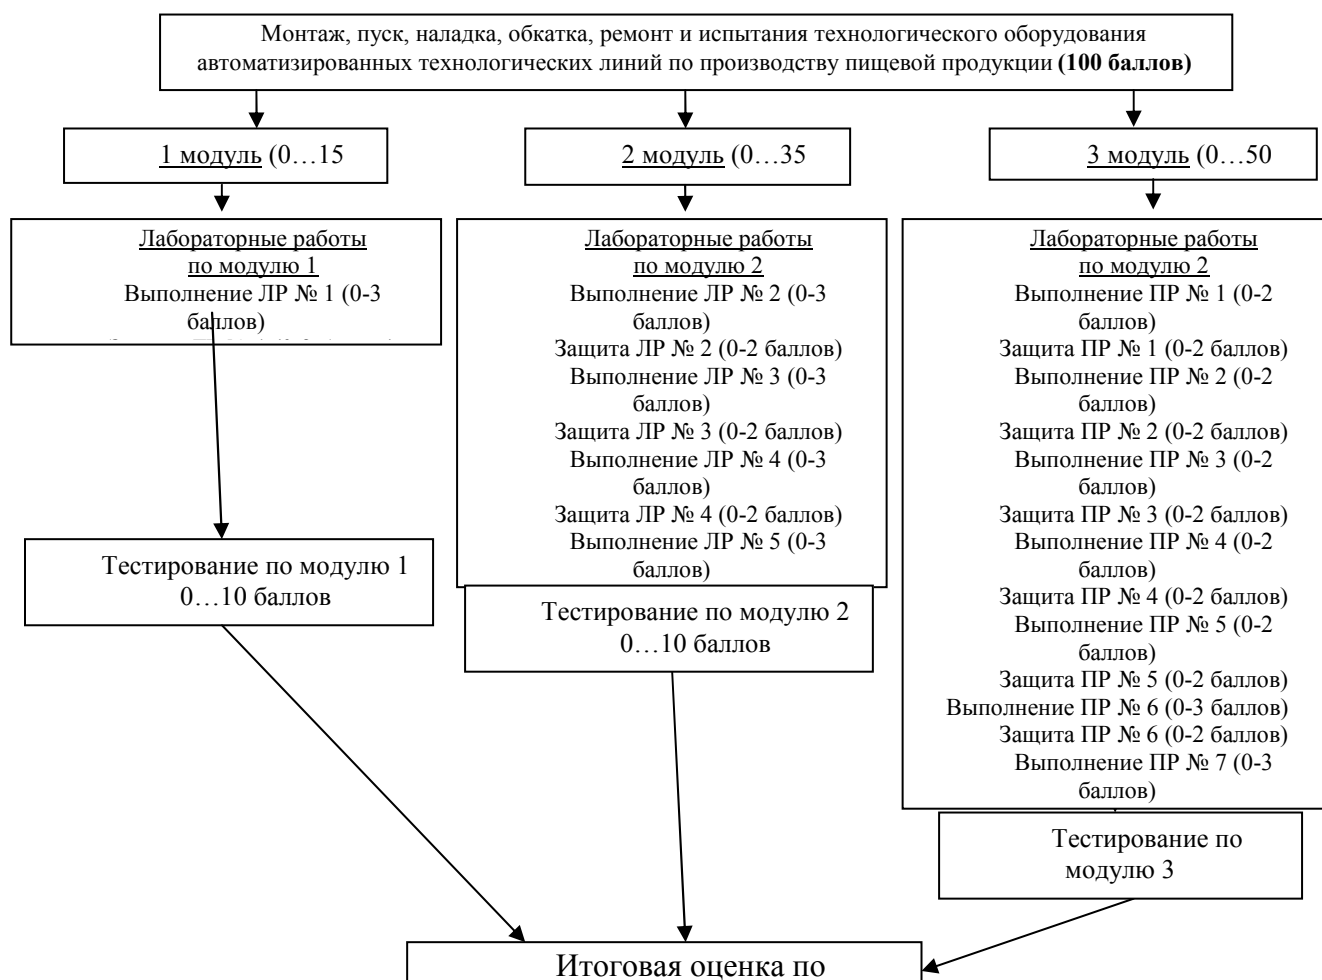 Монтаж, пуск, наладка, обкатка, ремонт и испытания технологического оборудования
автоматизированных технологических линий по производству пищевой продукции (100 баллов)
1 модуль (0…15
2 модуль (0…35
3 модуль (0…50
Лабораторные работы
по модулю 1
Выполнение ЛР № 1 (0-3
баллов)
Тестирование по модулю 1
0…10 баллов
Лабораторные работы
по модулю 2
Выполнение ЛР № 2 (0-3
баллов)
Защита ЛР № 2 (0-2 баллов)
Выполнение ЛР № 3 (0-3
баллов)
Защита ЛР № 3 (0-2 баллов)
Выполнение ЛР № 4 (0-3
баллов)
Защита ЛР № 4 (0-2 баллов)
Выполнение ЛР № 5 (0-3
баллов)
Тестирование по модулю 2
0…10 баллов
Лабораторные работы
по модулю 2
Выполнение ПР № 1 (0-2
баллов)
Защита ПР № 1 (0-2 баллов)
Выполнение ПР № 2 (0-2
баллов)
Защита ПР № 2 (0-2 баллов)
Выполнение ПР № 3 (0-2
баллов)
Защита ПР № 3 (0-2 баллов)
Выполнение ПР № 4 (0-2
баллов)
Защита ПР № 4 (0-2 баллов)
Выполнение ПР № 5 (0-2
баллов)
Защита ПР № 5 (0-2 баллов)
Выполнение ПР № 6 (0-3 баллов)
Защита ПР № 6 (0-2 баллов)
Выполнение ПР № 7 (0-3
баллов)
Тестирование по
модулю 3
Итоговая оценка по